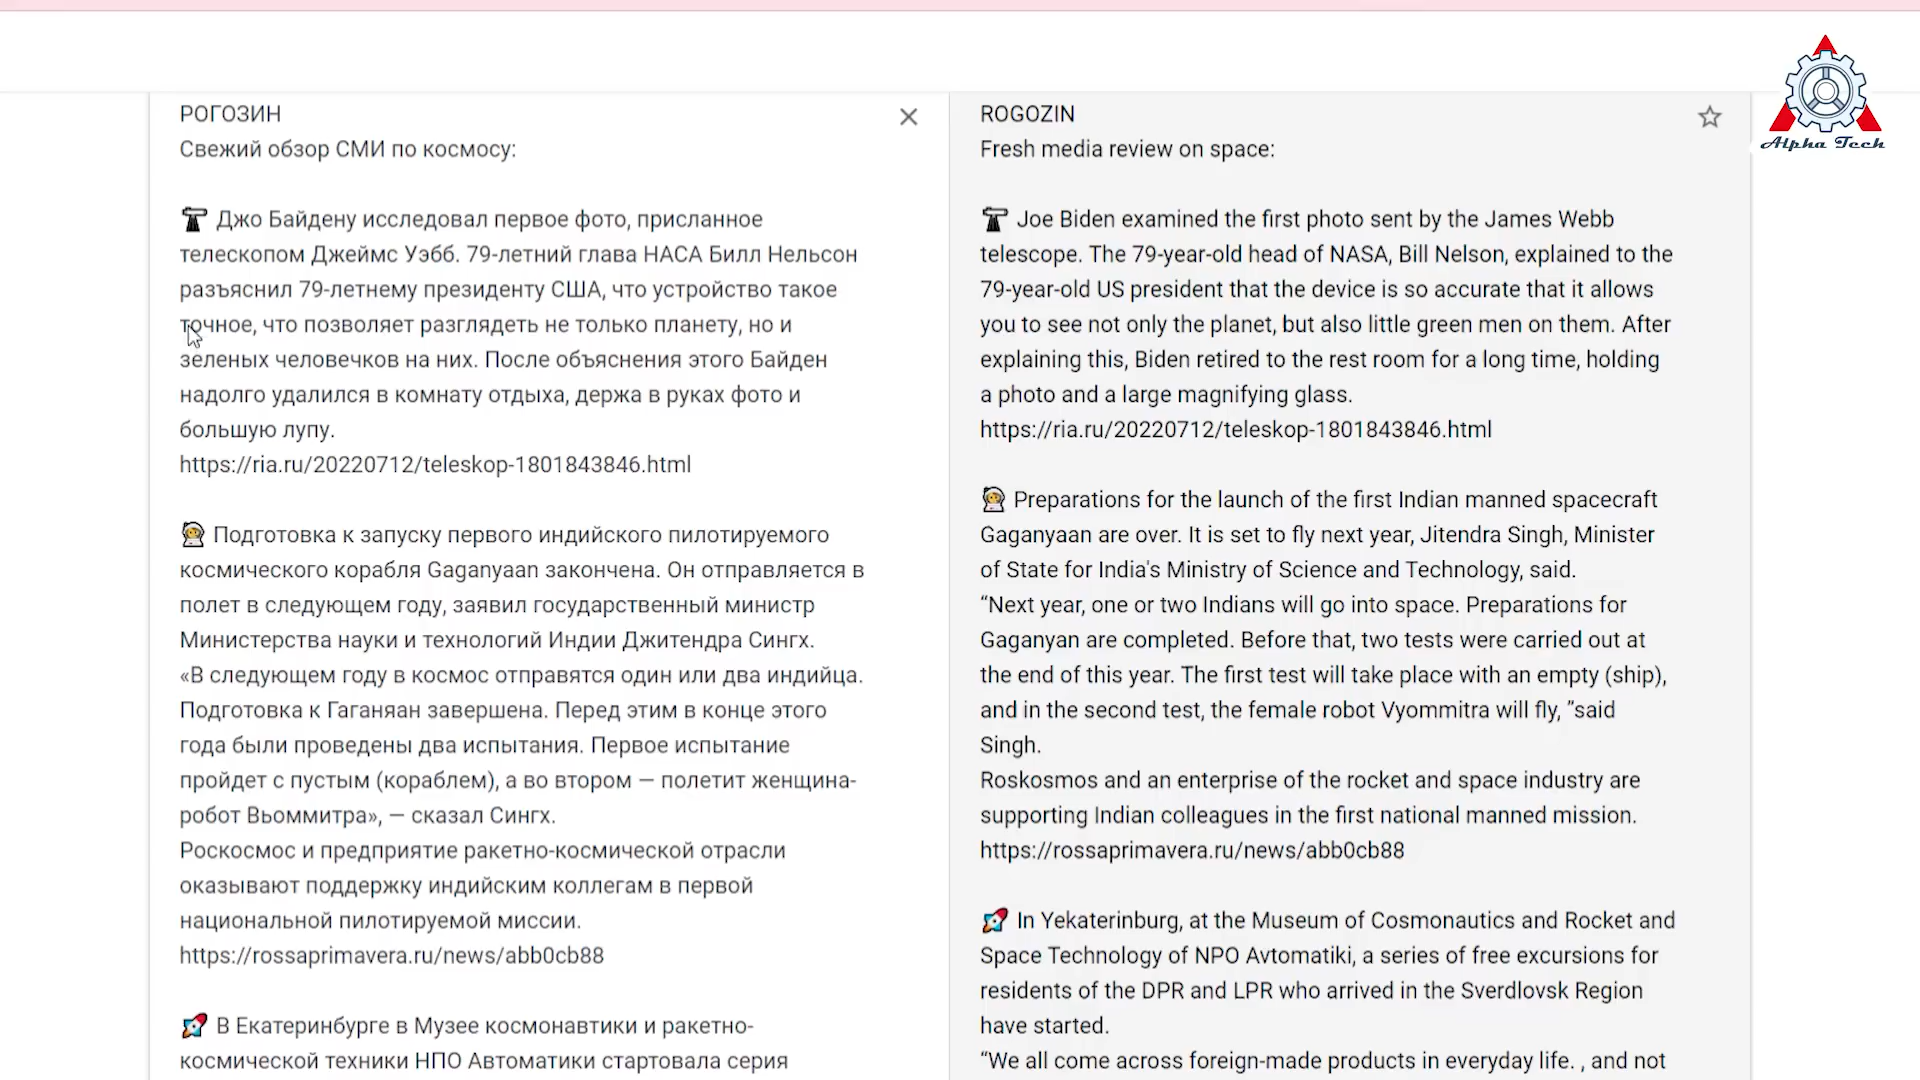 РОГОЗИН
Свежий обзор СМИ по космосу:
Джо Байдену исследовал первое фото, присланное
телескопом Джеймс Уэбб. 79-летний глава НАСА Билл Нельсон
разъяснил 79-летнему президенту США, что устройство такое
точное, что позволяет разглядеть не только планету, но и
зеленых человечков на них. После объяснения этого Байден
надолго удалился в комнату отдыха, держа в руках фото и
большую лупу.
https://ria.ru/20220712/teleskop-1801843846.html
Подготовка к запуску первого индийского пилотируемого
космического корабля Gaganyaan закончена. Он отправляется в
полет в следующем году, заявил государственный министр
Министерства науки и технологий Индии Джитендра Сингх.
«В следующем году в космос отправятся один или два индийца.
Подготовка к Гаганяан завершена. Перед этим в конце этого
года были проведены два испытания. Первое испытание
пройдет с пустым (кораблем), а во втором — полетит женщина-
робот Вьоммитра», — сказал Сингх.
Роскосмос и предприятие ракетно-космической отрасли
оказывают поддержку индийским коллегам в первой
национальной пилотируемой миссии.
https://rossaprimavera.ru/news/abb0cb88
В Екатеринбурге в Музее космонавтики и ракетно-
космической техники НПО Автоматики стартовала серия
ROGOZIN
Fresh media review on space:
Joe Biden examined the first photo sent by the James Webb
telescope. The 79-year-old head of NASA, Bill Nelson, explained to the
79-year-old US president that the device is so accurate that it allows
you to see not only the planet, but also little green men on them. After
explaining this, Biden retired to the rest room for a long time, holding
a photo and a large magnifying glass.
https://ria.ru/20220712/teleskop-1801843846.html
Preparations for the launch of the first Indian manned spacecraft
Gaganyaan are over. It is set to fly next year, Jitendra Singh, Minister
of State for India's Ministry of Science and Technology, said.
“Next year, one or two Indians will go into space. Preparations for
Gaganyan are completed. Before that, two tests were carried out at
the end of this year. The first test will take place with an empty (ship),
and in the second test, the female robot Vyommitra will fly, ”said
Singh.
Roskosmos and an enterprise of the rocket and space industry are
supporting Indian colleagues in the first national manned mission.
https://rossaprimavera.ru/news/abb0cb88
In Yekaterinburg, at the Museum of Cosmonautics and Rocket and
Space Technology of NPO Avtomatiki, a series of free excursions for
residents of the DPR and LPR who arrived in the Sverdlovsk Region
have started.
“We all come across foreign-made products in everyday life. , and not
Alpha Tech